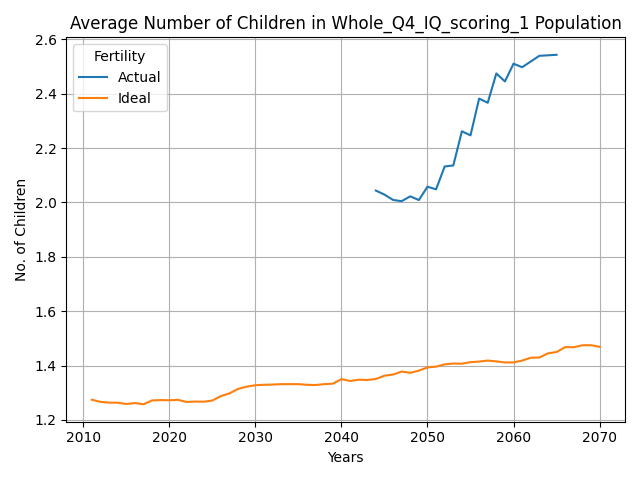 Average Number of Children in Whole_Q4_IQ_scoring_1 Population
Fertility
Actual
Ideal
No. of Children
2.6
2.4
2.2
2.0
1.8
1.6
1.4
1.2
2010 2020 2030 2040 2050 2060 2070
Years